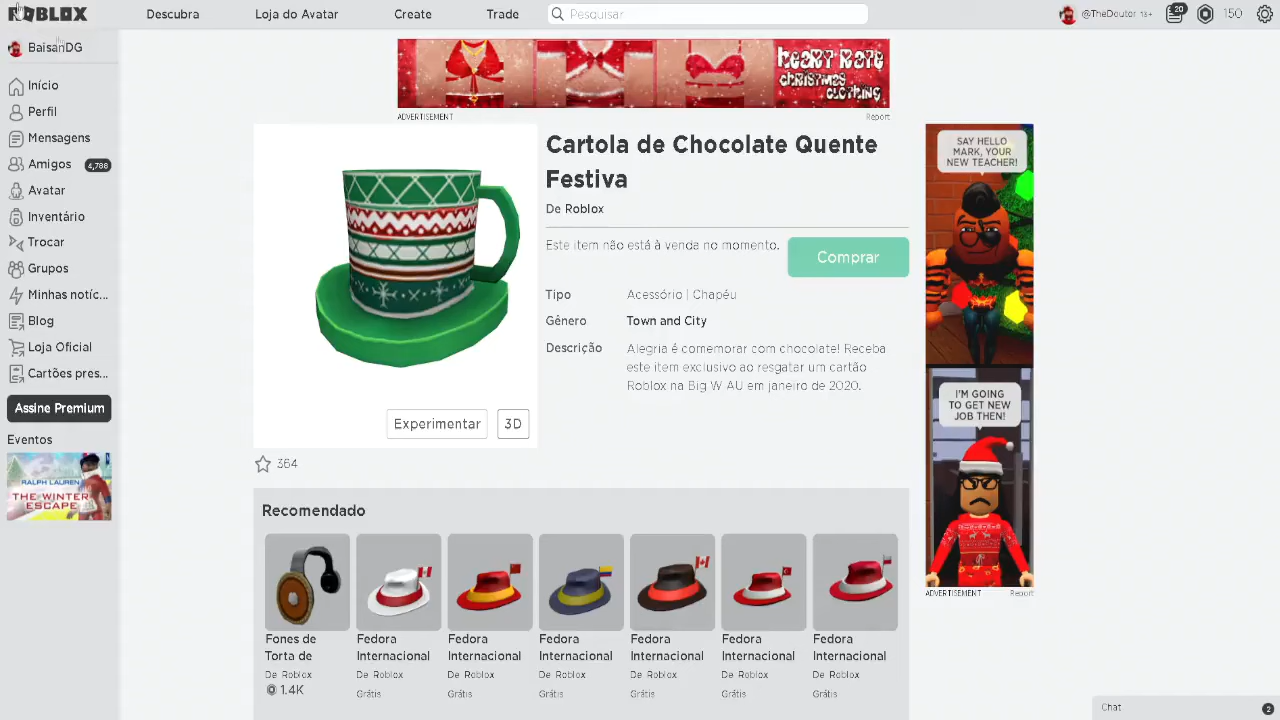 ROBLOX
Descubra
Loja do Avatar
Create
Trade
Pesquisar
@TheDoutor 13+
20
150
BaisanDG
Início
Perfil
Mensagens
Amigos
4,788
Avatar
Inventário
Trocar
Grupos
Minhas notíc...
Blog
Loja Oficial
Cartões pres...
Assine Premium
Eventos
RALPH LAUREN
THE WINTER
ESCAPE
HEART RATE
CHRISTMAS
CLOTHING
ADVERTISEMENT
Report
Cartola de Chocolate Quente
Festiva
De Roblox
Este item não está à venda no momento.
Comprar
Tipo
Acessório | Chapéu
Gênero
Town and City
Descrição
Alegria é comemorar com chocolate! Receba
este item exclusivo ao resgatar um cartão
Roblox na Big W AU em janeiro de 2020.
Experimentar
3D
364
SAY HELLO
MARK, YOUR
NEW TEACHER!
I'M GOING
TO GET NEW
JOB THEN!
ADVERTISEMENT
Report
Recomendado
Fones de
Torta de
De Roblox
1.4K
Fedora
Internacional
De Roblox
Grátis
Fedora
Internacional
De Roblox
Grátis
Fedora
Internacional
De Roblox
Grátis
Fedora
Internacional
De Roblox
Grátis
Fedora
Internacional
De Roblox
Grátis
Fedora
Internacional
De Roblox
Grátis
Chat
2